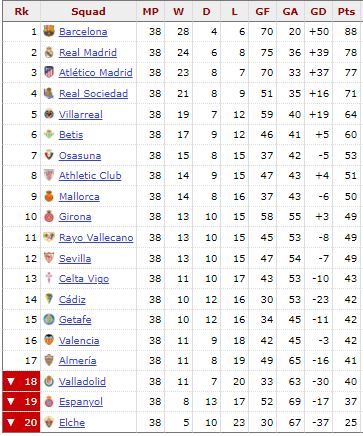 Rk Squad MP W D L GF GA GD Pts
1 Barcelona 38 28 4 6 70 20 +50 88
2 Real Madrid 38 24 6 8 75 36 +39 78
3 Atlético Madrid 38 23 8 7 70 33 +37 77
4 Real Sociedad 38 21 8 9 51 35 +16 71
5 Villarreal 38 19 7 12 59 40 +19 64
6 Betis 38 17 9 12 46 41 +5 60
7 Osasuna 38 15 8 15 37 42 -5 53
8 Athletic Club 38 14 9 15 47 43 +4 51
9 Mallorca 38 14 8 16 37 43 -6 50
10 Girona 38 13 10 15 58 55 +3 49
11 Rayo Vallecano 38 13 10 15 45 53 -8 49
12 Sevilla 38 13 10 15 47 54 -7 49
13 Celta Vigo 38 11 10 17 43 53 -10 43
14 Cádiz 38 10 12 16 30 53 -23 42
15 Getafe 38 10 12 16 34 45 -11 42
16 Valencia 38 11 9 18 42 45 -3 42
17 Almería 38 11 8 19 49 65 -16 41
▼ 18 Valladolid 38 11 7 20 33 63 -30 40
▼ 19 Espanyol 38 8 13 17 52 69 -17 37
▼ 20 Elche 38 5 10 23 30 67 -37 25